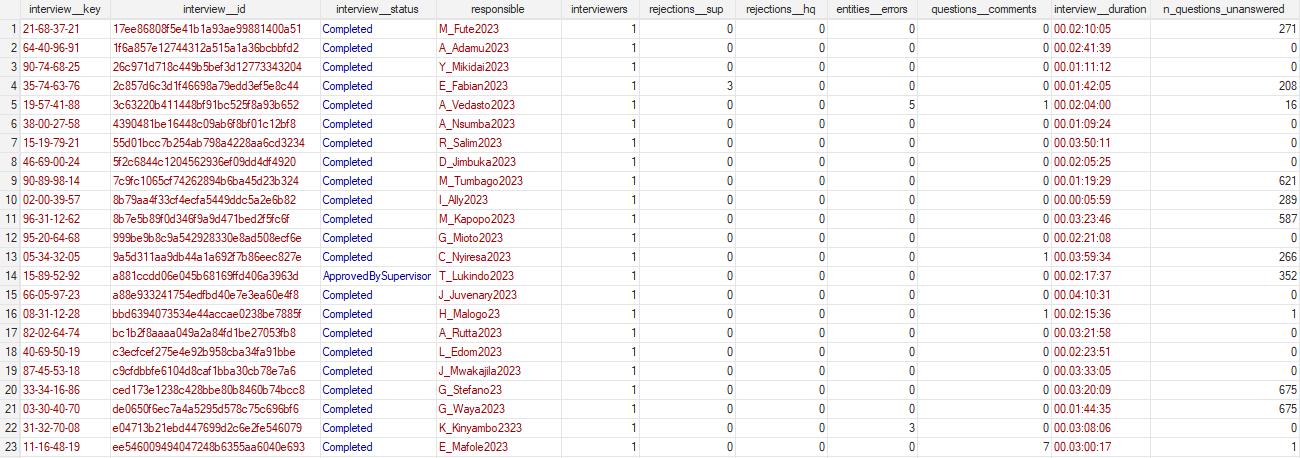 interview__key interview__id interview__status responsible interviewers rejections__sup rejections__hq entities__errors questions__comments interview__duration n_questions_unanswered
1 21-68-37-21 17ee86808f5e41b1a93ae99881400a51 Completed M_Fute2023 1 0 0 0 0 00.02:10:05 271
2 64-40-96-91 1f6a857e12744312a515a1a36bcbbfd2 Completed A_Adamu2023 1 0 0 0 0 00.02:41:39 0
3 90-74-68-25 26c971d718c449b5bef3d12773343204 Completed Y_Mikidai2023 1 0 0 0 0 00.01:11:12 0
4 35-74-63-76 2c857d6c3d1f46698a79edd3ef5e8c44 Completed E_Fabian2023 1 3 0 0 0 00.01:42:05 208
5 19-57-41-88 3c63220b411448bf91bc525f8a93b652 Completed A_Vedasto2023 1 0 0 5 1 00.02:04:00 16
6 38-00-27-58 4390481be16448c09ab6f8bf01c12bf8 Completed A_Nsumba2023 1 0 0 0 0 00.01:09:24 0
7 15-19-79-21 55d01bcc7b254ab798a4228aa6cd3234 Completed R_Salim2023 1 0 0 0 0 00.03:50:11 0
8 46-69-00-24 5f2c6844c1204562936ef09dd4df4920 Completed D_Jimbuka2023 1 0 0 0 0 00.02:05:25 0
9 90-89-98-14 7c9fc1065cf74262894b6ba45d23b324 Completed M_Tumbago2023 1 0 0 0 0 00.01:19:29 621
10 02-00-39-57 8b79aa4f33cf4ecfa5449ddc5a2e6b82 Completed I_Ally2023 1 0 0 0 0 00.00:05:59 289
11 96-31-12-62 8b7e5b89f0d346f9a9d471bed2f5fc6f Completed M_Kapopo2023 1 0 0 0 0 00.03:23:46 587
12 95-20-64-68 999be9b8c9a542928330e8ad508ecf6e Completed G_Mioto2023 1 0 0 0 0 00.02:21:08 0
13 05-34-32-05 9a5d311aa9db44a1a692f7b86eec827e Completed C_Nyiresa2023 1 0 0 0 1 00.03:59:34 266
14 15-89-52-92 a881ccdd06e045b68169ffd406a3963d ApprovedBySupervisor T_Lukindo2023 1 0 0 0 0 00.02:17:37 352
15 66-05-97-23 a88e933241754edfbd40e7e3ea60e4f8 Completed J_Juvenary2023 1 0 0 0 0 00.04:10:31 0
16 08-31-12-28 bbd6394073534e44accae0238be7885f Completed H_Malogo23 1 0 0 0 1 00.02:15:36 1
17 82-02-64-74 bc1b2f8aaaa049a2a84fd1be27053fb8 Completed A_Rutta2023 1 0 0 0 0 00.03:21:58 0
18 40-69-50-19 c3ecfcef275e4e92b958cba34fa91bbe Completed L_Edom2023 1 0 0 0 0 00.02:23:51 0
19 87-45-53-18 c9cfdbbfe6104d8caf1bba30cb78e7a6 Completed J_Mwakajila2023 1 0 0 0 0 00.03:33:05 0
20 33-34-16-86 ced173e1238c428bbe80b8460b74bcc8 Completed G_Stefano23 1 0 0 0 0 00.03:20:09 675
21 03-30-40-70 de0650f6ec7a4a5295d578c75c696bf6 Completed G_Waya2023 1 0 0 0 0 00.01:44:35 675
22 31-32-70-08 e04713b21ebd447699d2c6e2fe546079 Completed K_Kinyambo2323 1 0 0 3 0 00.03:08:06 0
23 11-16-48-19 ee546009494047248b6355aa6040e693 Completed E_Mafole2023 1 0 0 0 7 00.03:00:17 1